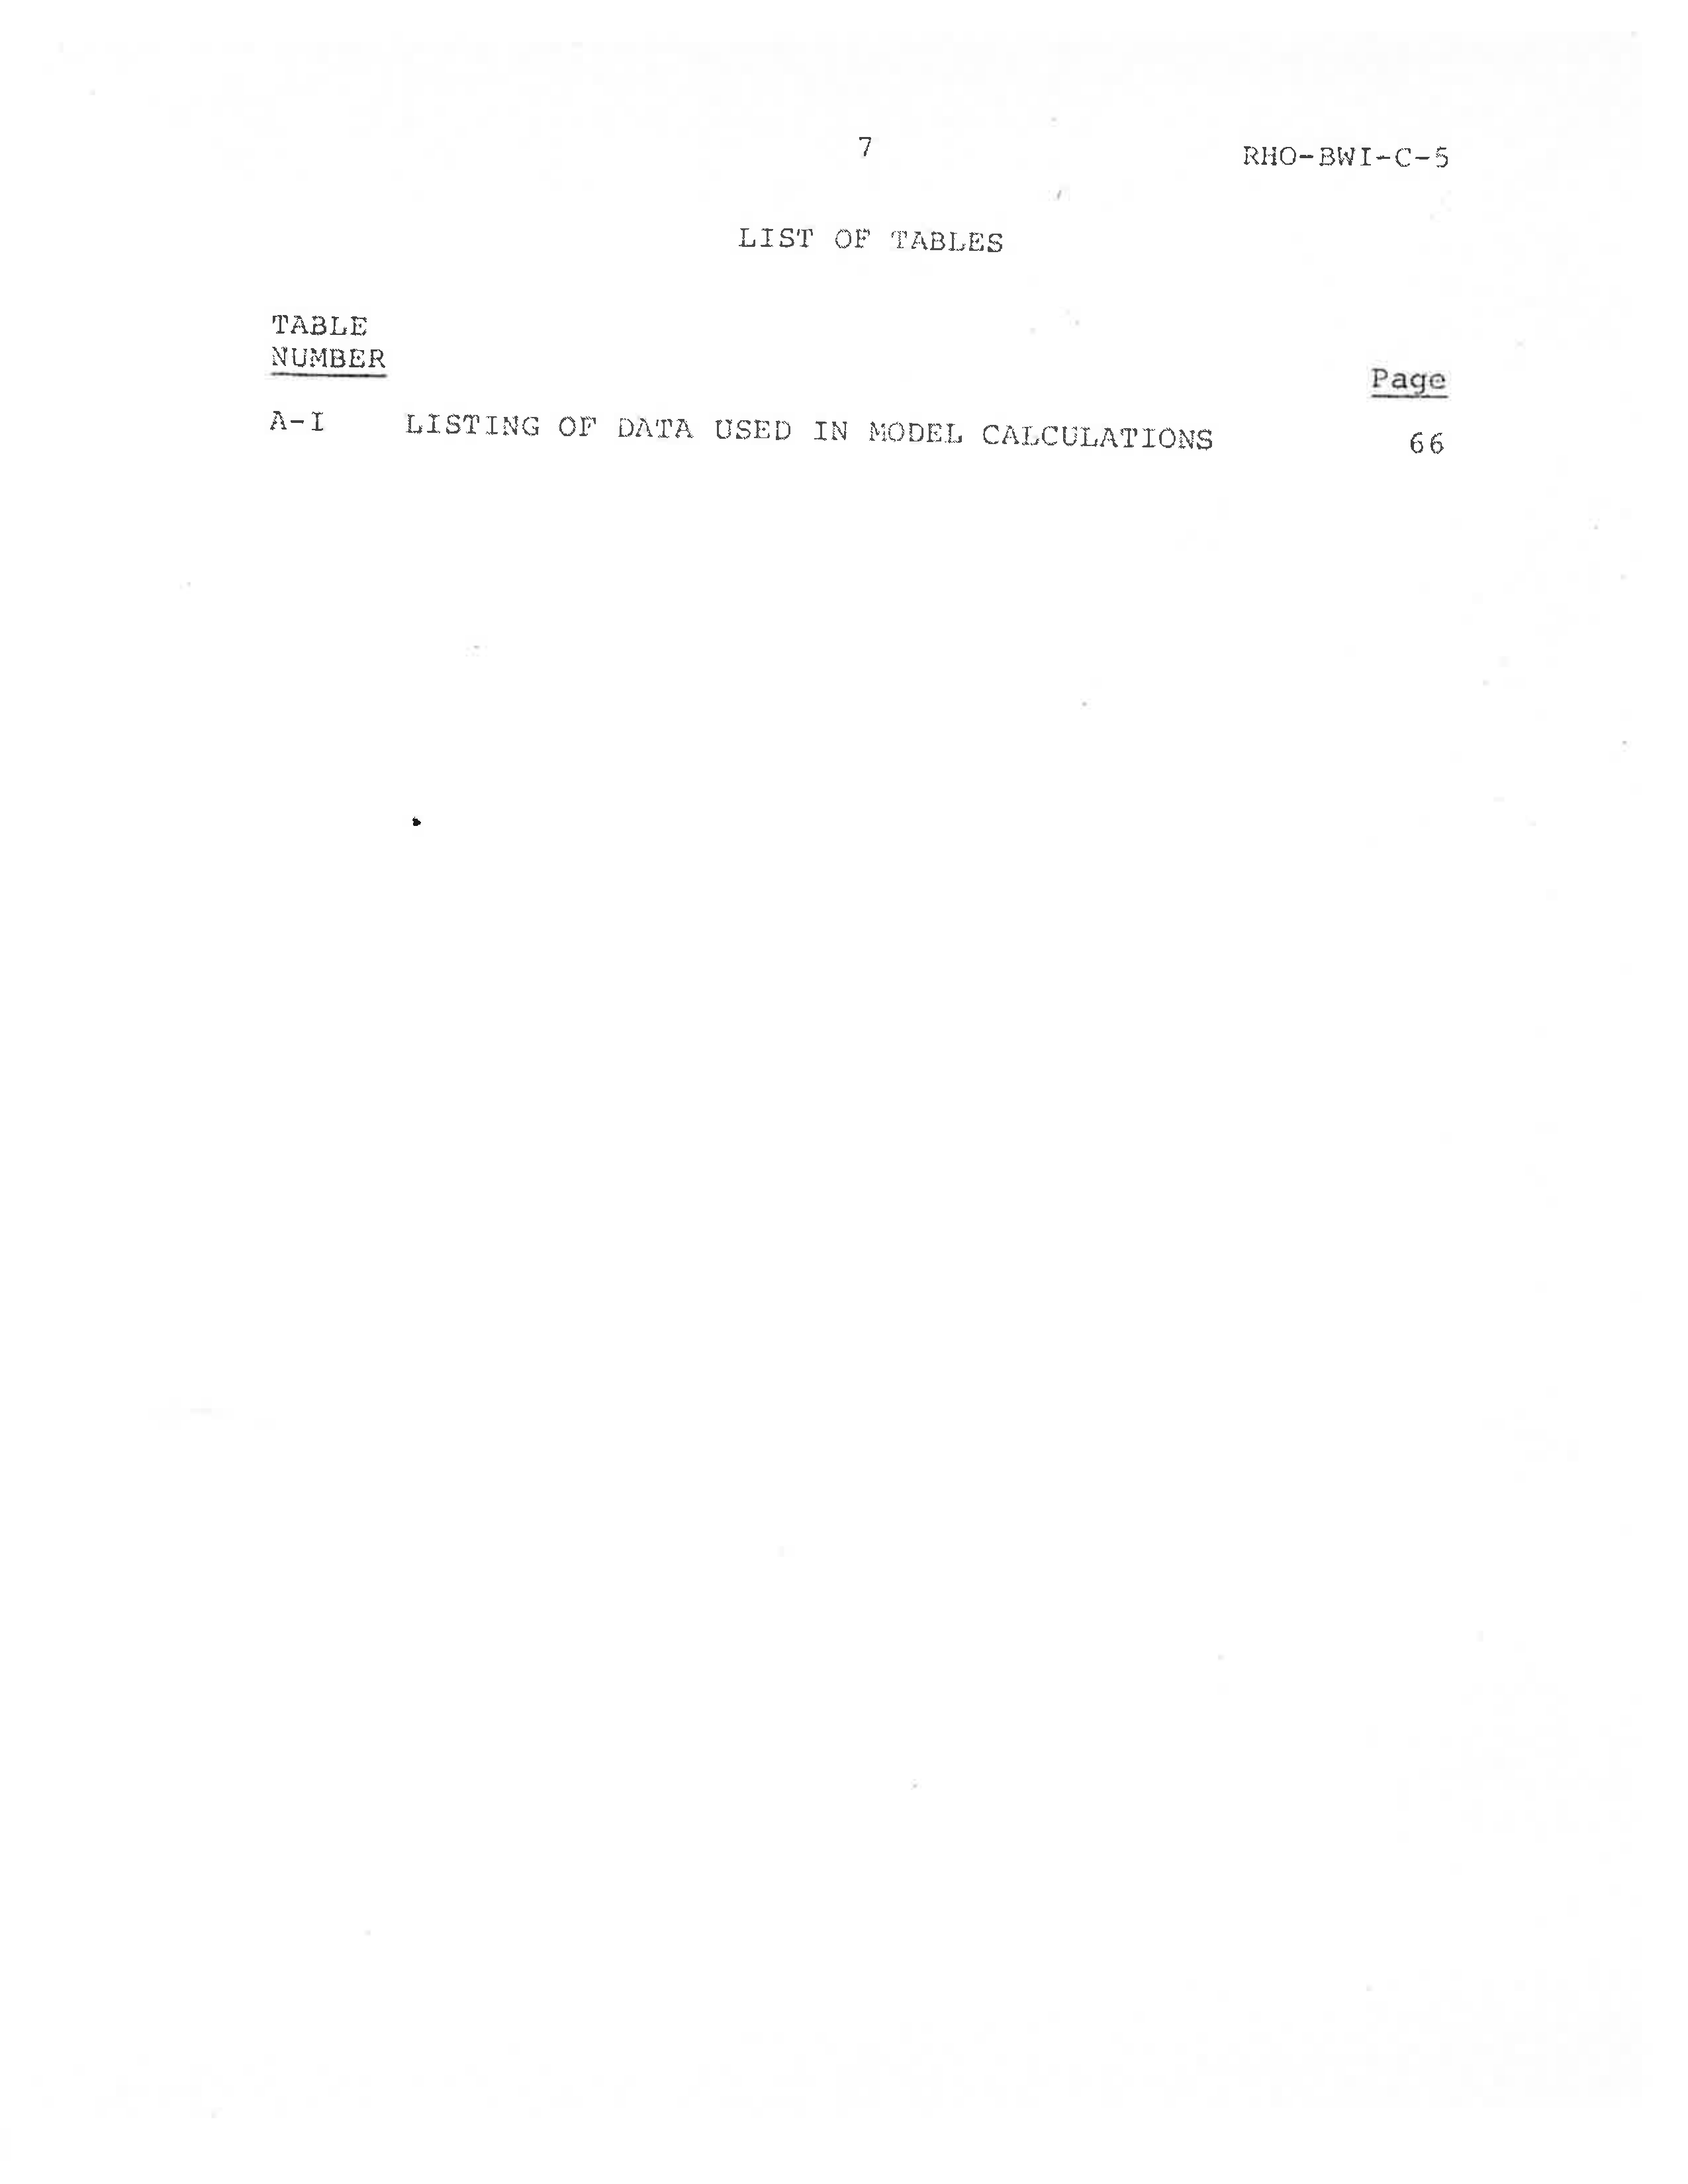 7
RHO-BWI-C-5
LIST OF TABLES
TABLE
NUMBER
Page
A-I LISTING OF DATA USED IN MODEL CALCULATIONS 66